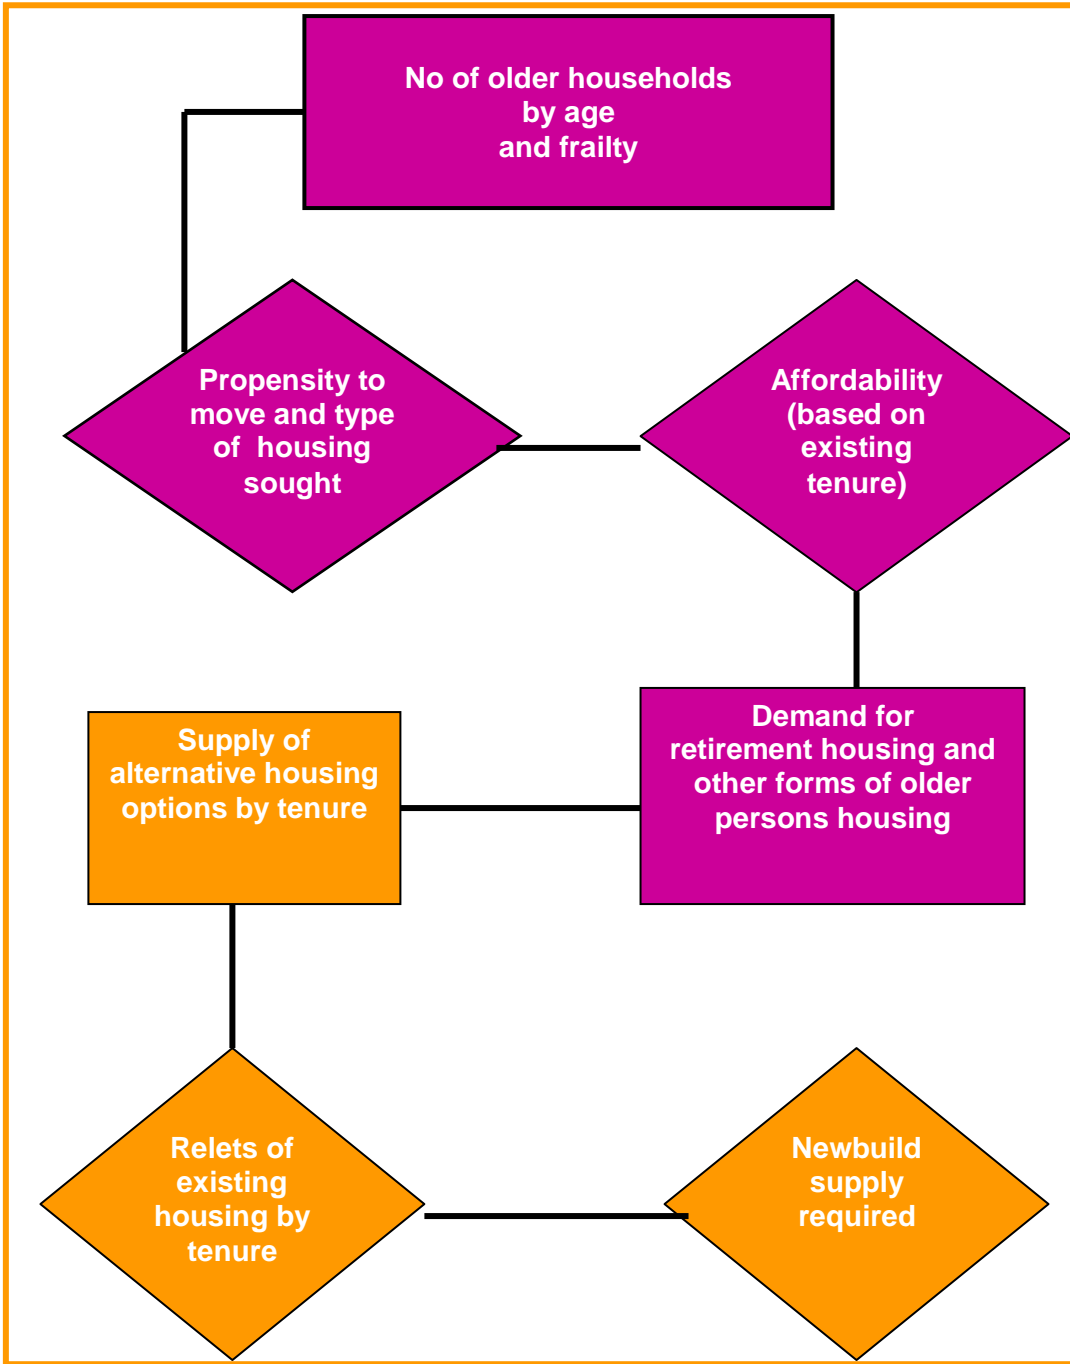 No of older households
by age
and frailty
Propensity to
move and type
of housing
sought
Affordability
(based on
existing
tenure)
Supply of
alternative housing
options by tenure
Demand for
retirement housing and
other forms of older
persons housing
Relets of
existing
housing by
tenure
Newbuild
supply
required